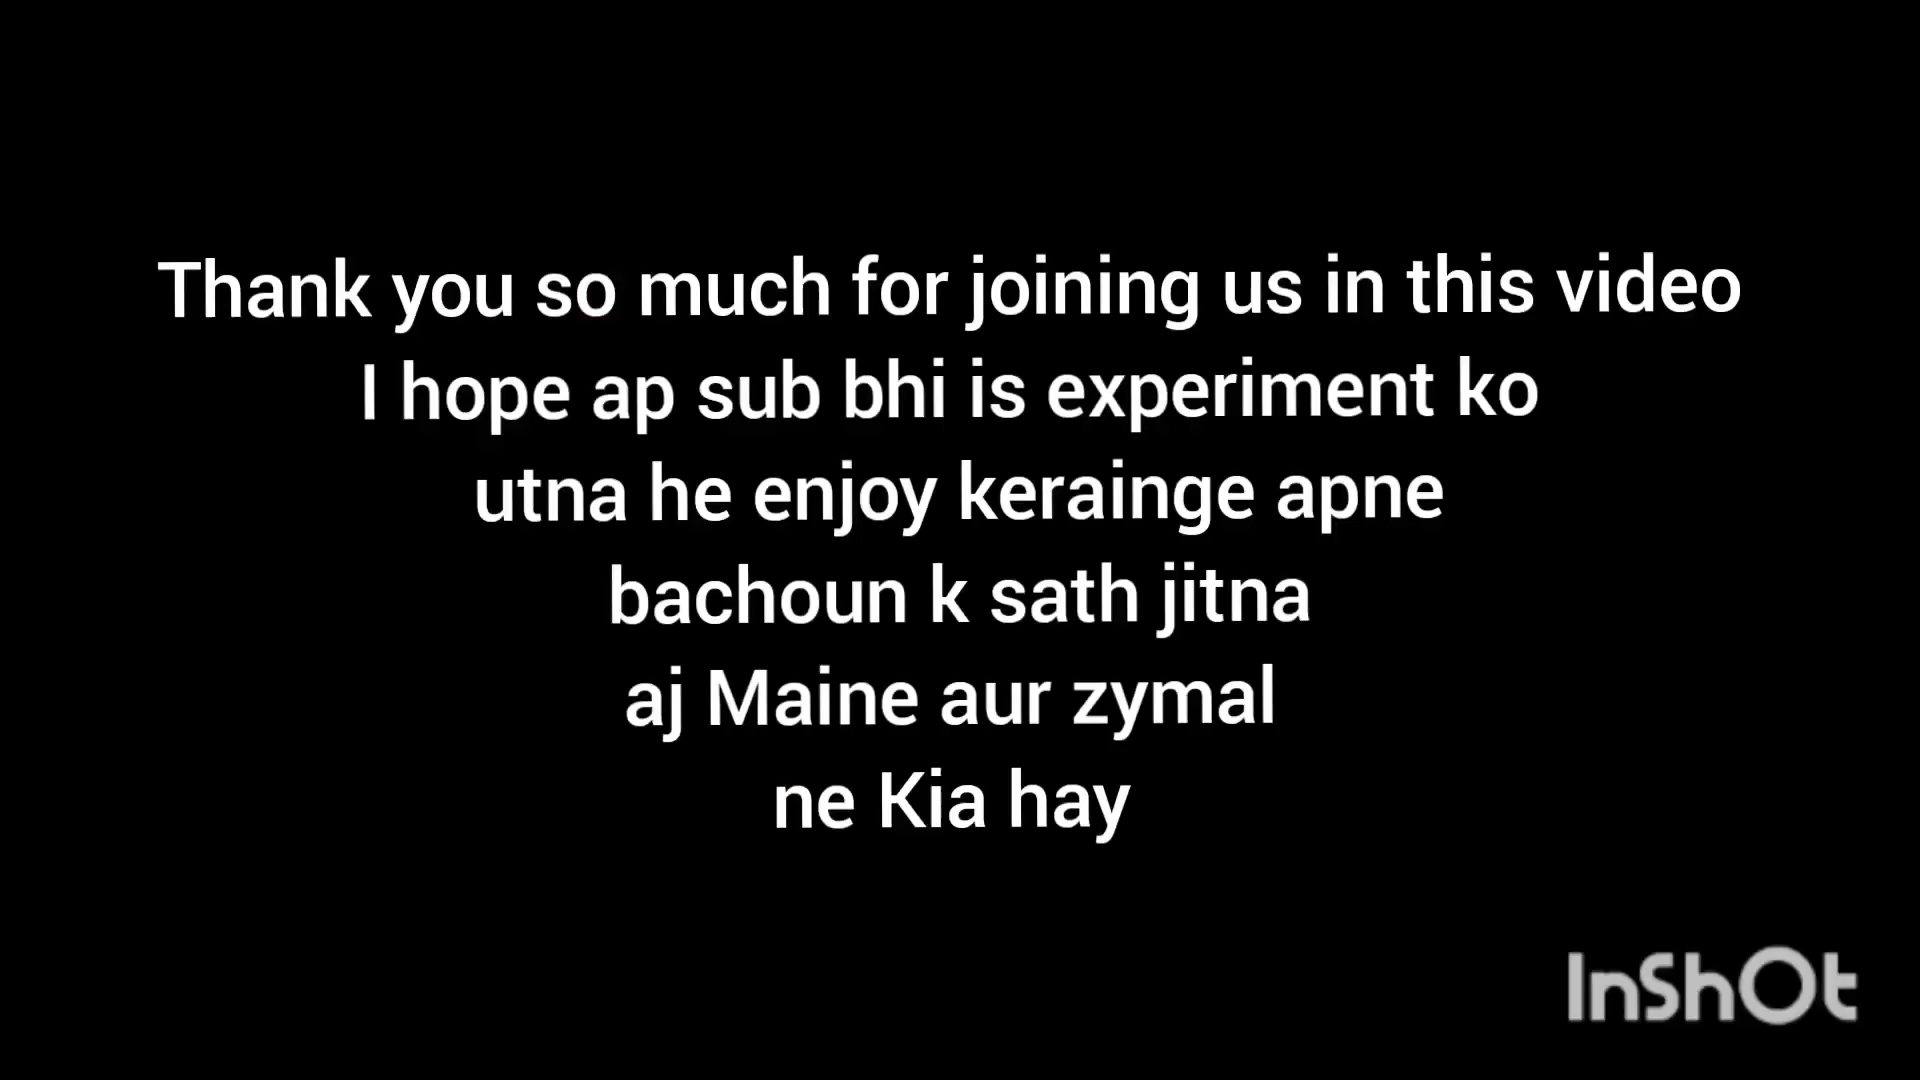 Thank you so much for joining us in this video
I hope ap sub bhi is experiment ko
utna he enjoy kerainge apne
bachoun k sath jitna
aj Maine aur zymal
ne Kia hay
InShOt